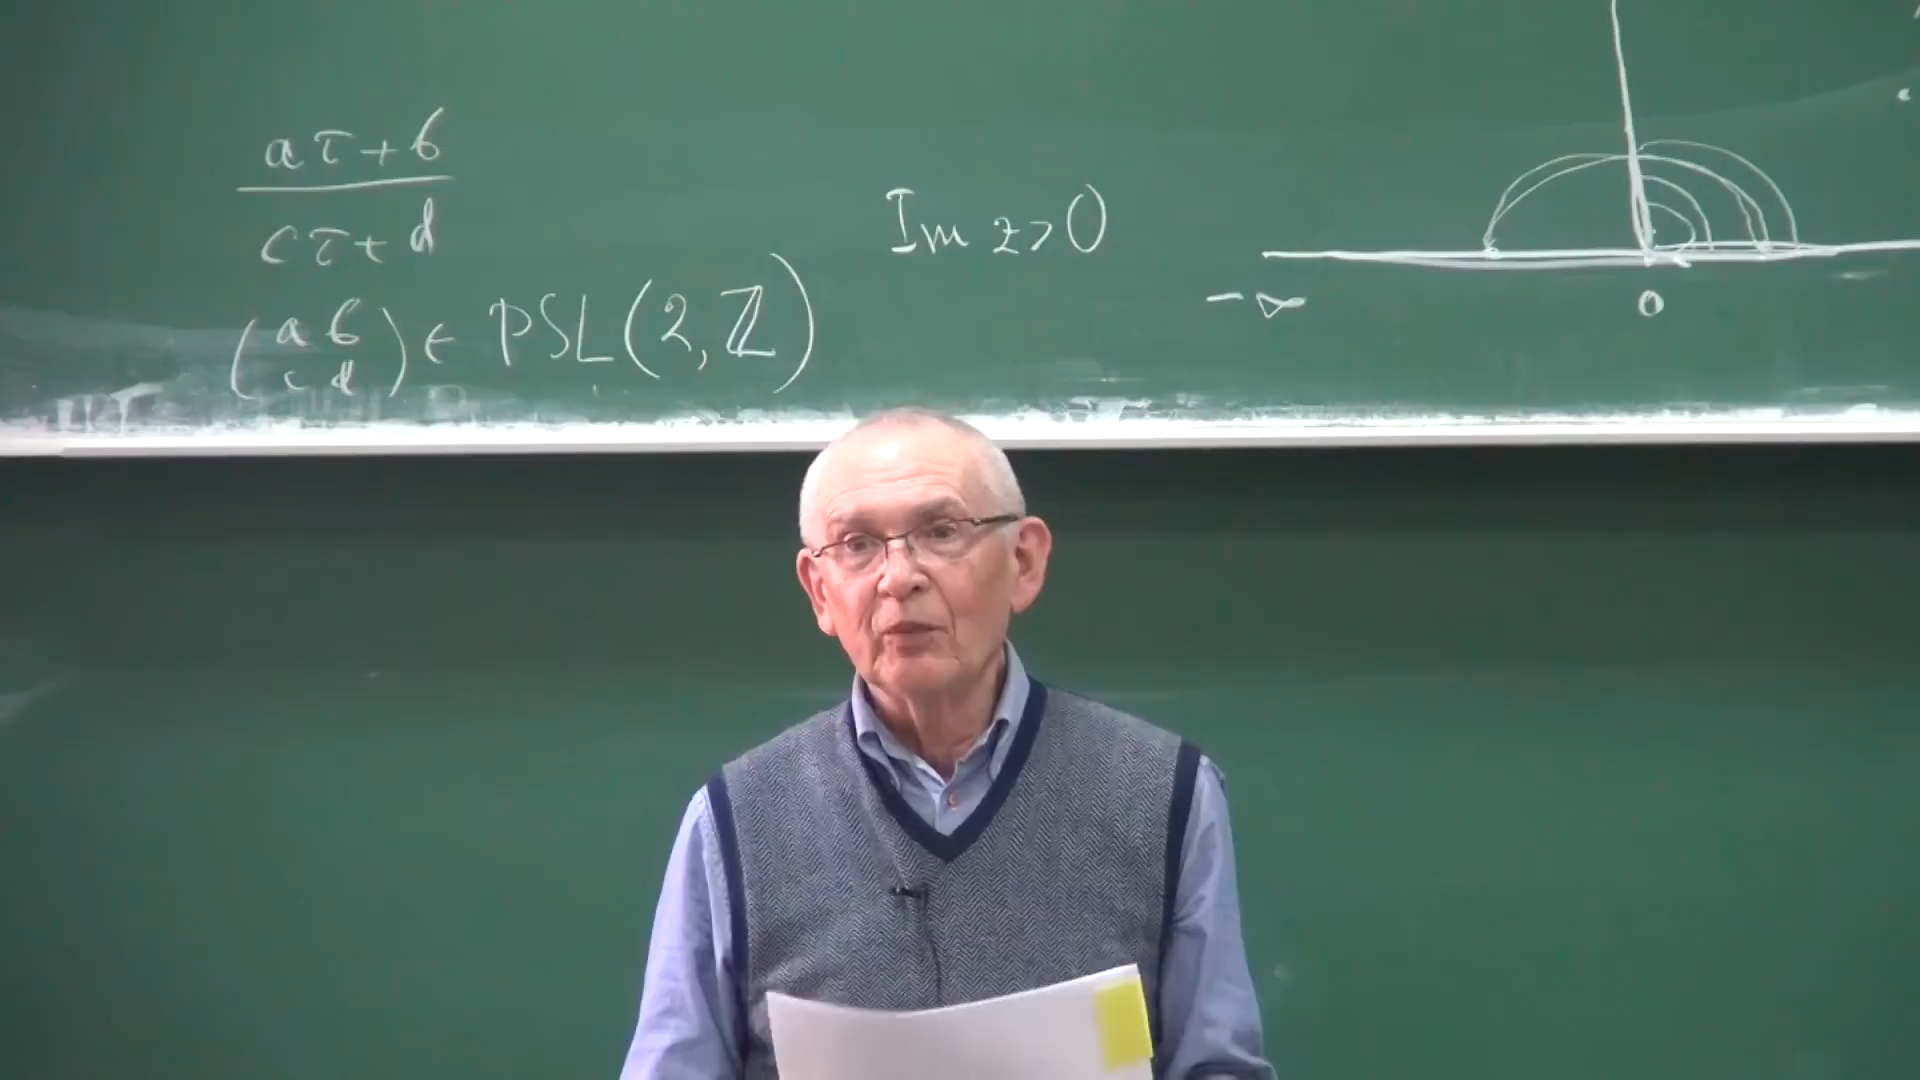 aτ+b
cτ+d
(a b
c d) ∈ PSL(2,ℤ)
Im z>0
-∞ 0